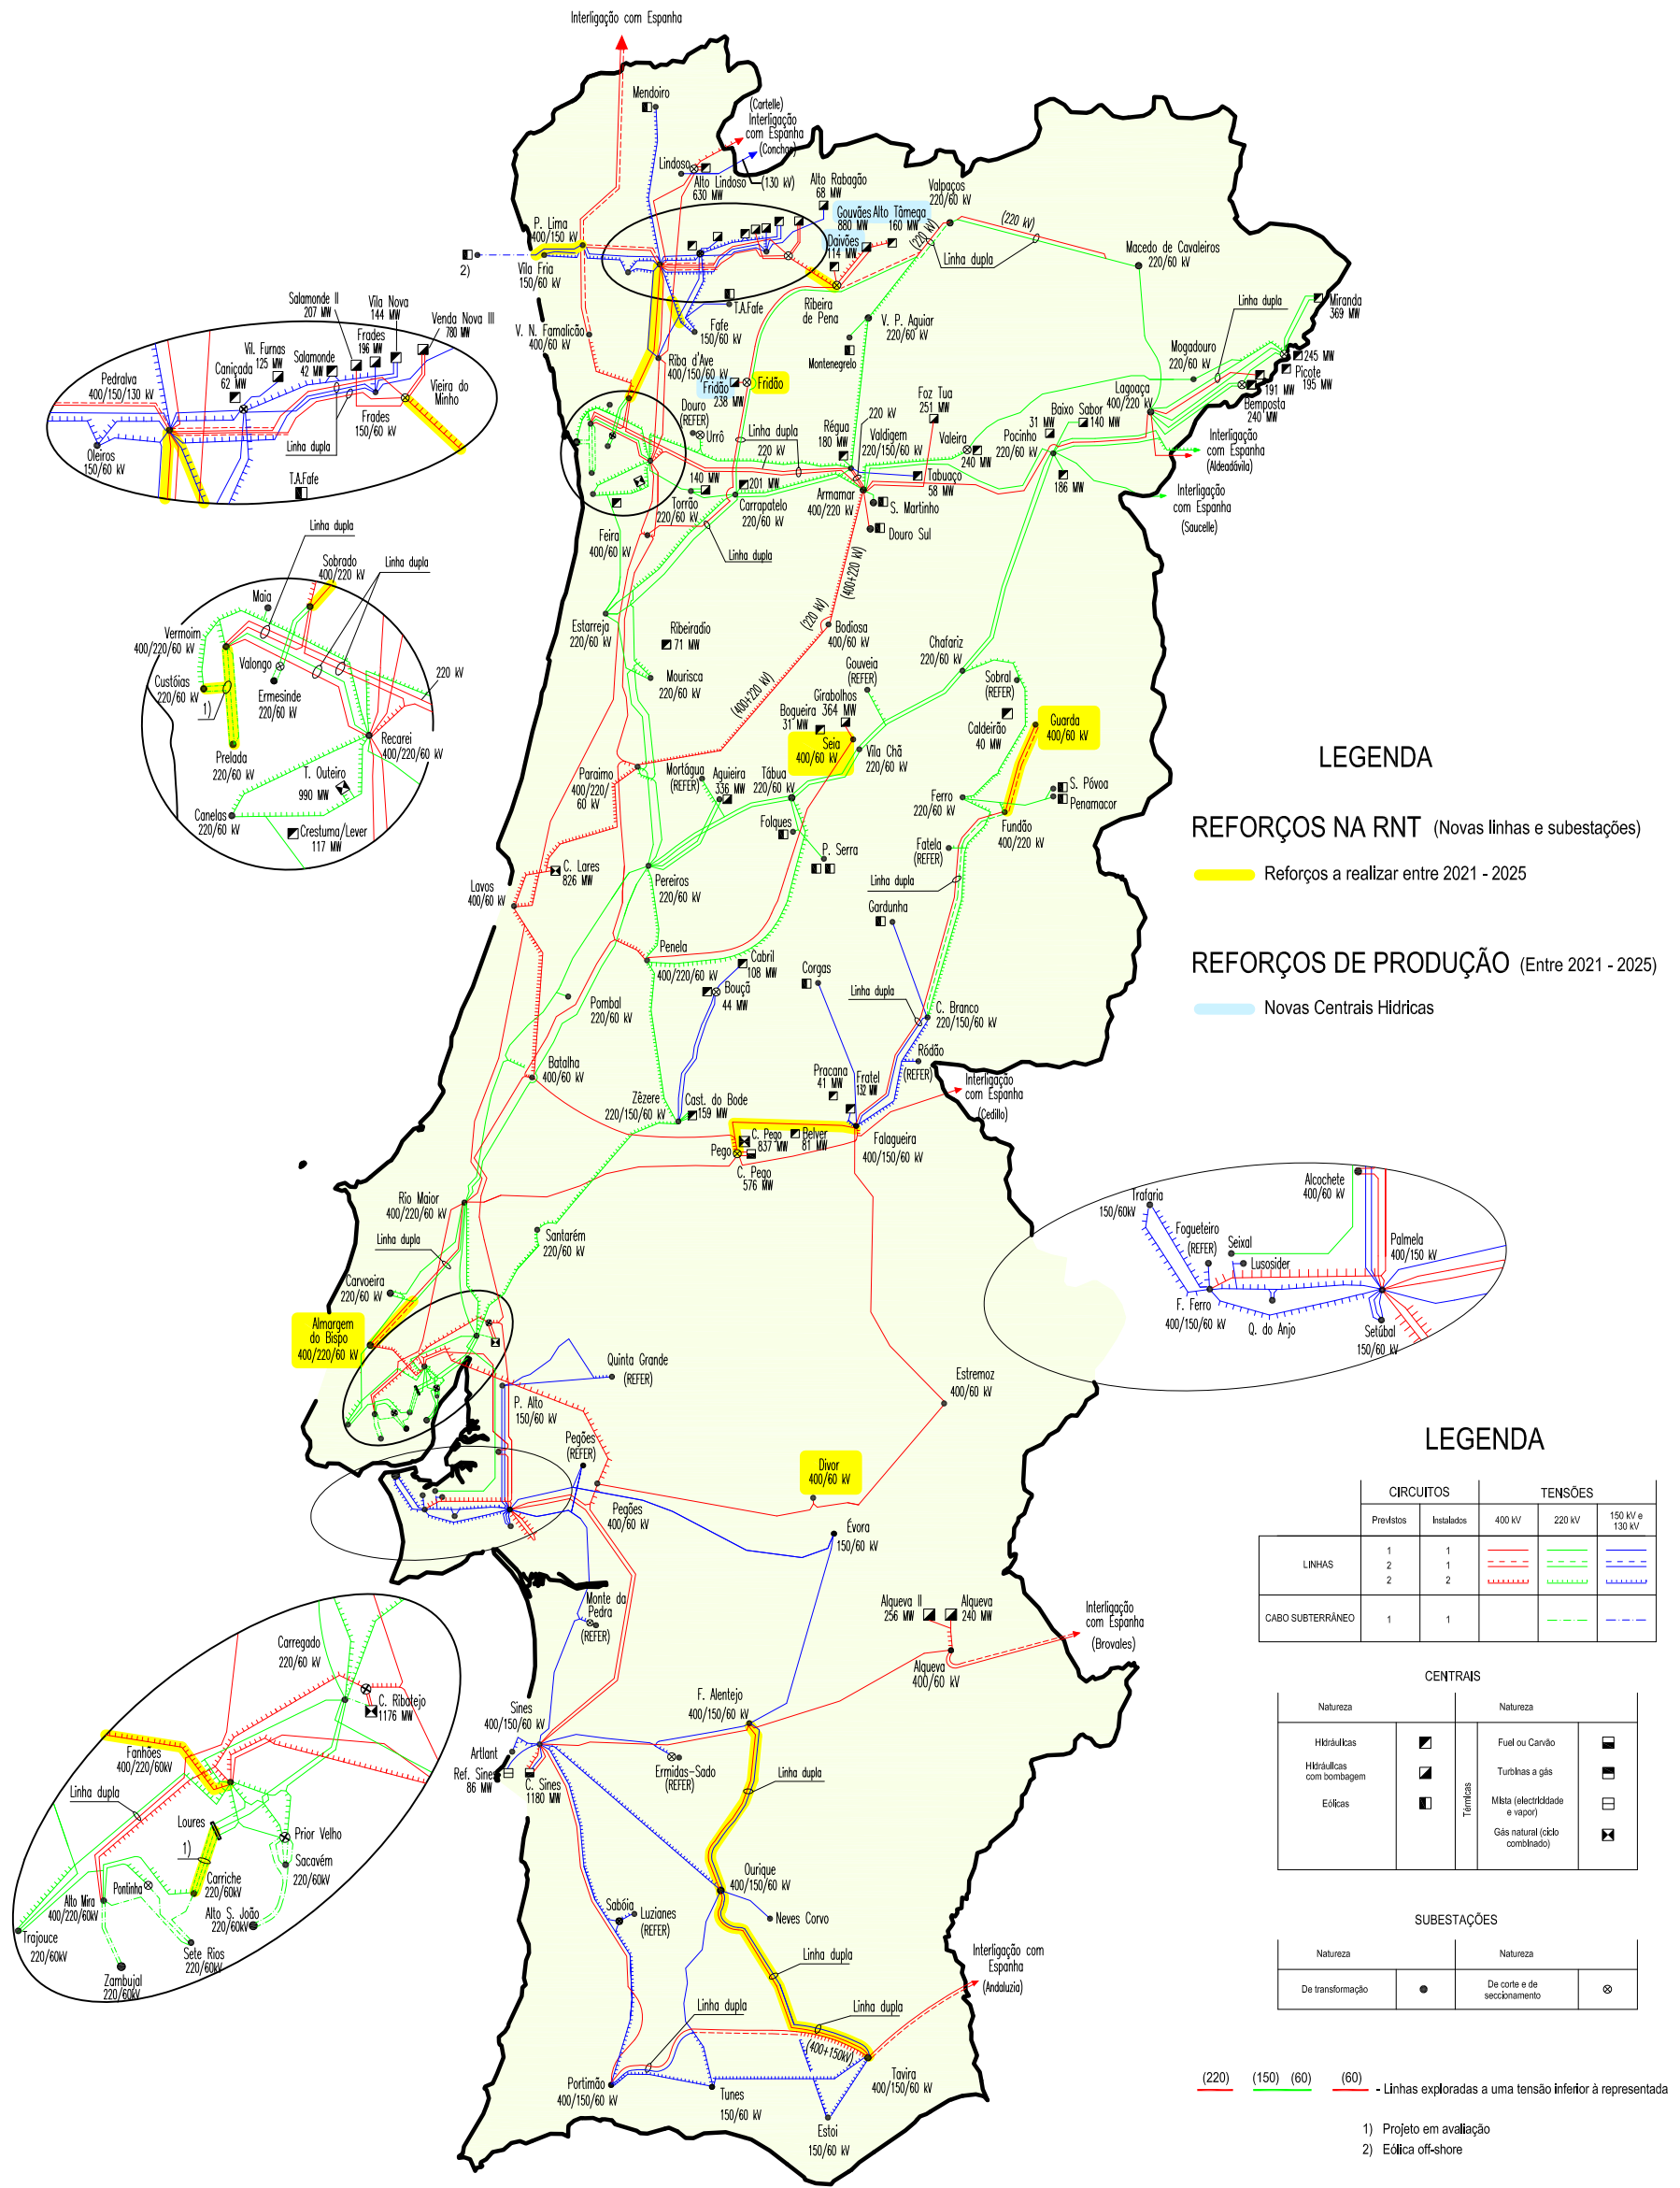 Interligação com Espanha
Mendoiro
(Cartelle)
Interligação
com Espanha
(Conchas)
Lindoso
Alto Lindoso
630 MW
(130 kV)
Alto Rabagão
68 MW
Gouvães
880 MW
Alto Tâmega
160 MW
Daivões
114 MW
Valpaços
220/60 kV
(220 kV)
(220 kV)
Linha dupla
Macedo de Cavaleiros
220/60 kV
P. Lima
400/150 kV
2)
Vila Fria
150/60 kV
T.A.Fafe
Fafe
150/60 kV
Ribeira
de Pena
V. P. Aguiar
220/60 kV
Montenegrelo
Linha dupla
Miranda
369 MW
Mogadouro
220/60 kV
245 MW
Picote
195 MW
191 MW
Bemposta
240 MW
Lagoaça
400/220 kV
Interligação
com Espanha
(Aldeadávila)
Interligação
com Espanha
(Saucelle)
V. N. Famalicão
400/60 kV
Riba d'Ave
400/150/60 kV
Fridão
238 MW
Fridão
Douro
(REFER)
Urrô
Linha dupla
220 kV
220 kV
Régua
180 MW
Valdigem
220/150/60 kV
Foz Tua
251 MW
Valeira
240 MW
Baixo Sabor
31 MW
140 MW
Pocinho
220/60 kV
186 MW
Tabuaço
58 MW
Armamar
400/220 kV
S. Martinho
Douro Sul
140 MW
Torrão
220/60 kV
201 MW
Carrapatelo
220/60 kV
Linha dupla
Feira
400/60 kV
Salamonde II
207 MW
Vila Nova
144 MW
Venda Nova III
780 MW
Frades
196 MW
Vil. Furnas
125 MW
Salamonde
42 MW
Caniçada
62 MW
Pedralva
400/150/130 kV
Vieira do
Minho
Frades
150/60 kV
Linha dupla
Oleiros
150/60 kV
T.A.Fafe
Linha dupla
Sobrado
400/220 kV
Linha dupla
Maia
Vermoim
400/220/60 kV
Valongo
Custóias
220/60 kV
1)
Ermesinde
220/60 kV
220 kV
Recarei
400/220/60 kV
Prelada
220/60 kV
T. Outeiro
990 MW
Canelas
220/60 kV
Crestuma/Lever
117 MW
Estarreja
220/60 kV
(400+220 kV)
(220 kV)
Bodiosa
400/60 kV
Ribeiradio
71 MW
Mourisca
220/60 kV
(400+220 kV)
Gouveia
(REFER)
Girabolhos
364 MW
Boqueira
31 MW
Seia
400/60 kV
Vila Chã
220/60 kV
Chafariz
220/60 kV
Sobral
(REFER)
Caldeirão
40 MW
Guarda
400/60 kV
Paraimo
400/220/
60 kV
Mortágua
(REFER)
Aguieira
336 MW
Tábua
220/60 kV
Folques
P. Serra
Ferro
220/60 kV
S. Póvoa
Penamacor
Fundão
400/220 kV
Fatela
(REFER)
Linha dupla
Lavos
400/60 kV
C. Lares
826 MW
Pereiros
220/60 kV
Gardunha
Penela
400/220/60 kV
Cabril
108 MW
Bouçã
44 MW
Corgas
Linha dupla
C. Branco
220/150/60 kV
Pombal
220/60 kV
Ródão
(REFER)
Batalha
400/60 kV
Zêzere
220/150/60 kV
Cast. do Bode
159 MW
Pracana
41 MW
Fratel
132 MW
Interligação
com Espanha
(Cedillo)
C. Pego
837 MW
Belver
81 MW
Pego
C. Pego
576 MW
Falagueira
400/150/60 kV
Rio Maior
400/220/60 kV
Linha dupla
Santarém
220/60 kV
Carvoeira
220/60 kV
Almargem
do Bispo
400/220/60 kV
Quinta Grande
(REFER)
P. Alto
150/60 kV
Estremoz
400/60 kV
Pegões
(REFER)
Pegões
400/60 kV
Divor
400/60 kV
Évora
150/60 kV
Monte da
Pedra
(REFER)
Alqueva II
256 MW
Alqueva
240 MW
Alqueva
400/60 kV
Interligação
com Espanha
(Brovales)
Sines
400/150/60 kV
Artlant
Ref. Sines
86 MW
C. Sines
1180 MW
F. Alentejo
400/150/60 kV
Ermidas-Sado
(REFER)
Linha dupla
Ourique
400/150/60 kV
Neves Corvo
Sabóia
Luzianes
(REFER)
Linha dupla
Interligação com
Espanha
(Andaluzia)
Linha dupla
Linha dupla
(400+150kV)
Portimão
400/150/60 kV
Tunes
150/60 kV
Tavira
400/150/60 kV
Estoi
150/60 kV
Carregado
220/60 kV
C. Ribatejo
1176 MW
Fanhões
400/220/60kV
Linha dupla
Loures
1)
Prior Velho
Sacavém
220/60kV
Carriche
220/60kV
Pontinha
Alto Mira
400/220/60kV
Alto S. João
220/60kV
Trajouce
220/60kV
Sete Rios
220/60kV
Zambujal
220/60kV
Alcochete
400/60 kV
Trafaria
150/60kV
Fogueteiro
(REFER)
Seixal
Lusosider
Palmela
400/150 kV
F. Ferro
400/150/60 kV
Q. do Anjo
Setúbal
150/60 kV
LEGENDA
REFORÇOS NA RNT (Novas linhas e subestações)
Reforços a realizar entre 2021 - 2025
REFORÇOS DE PRODUÇÃO (Entre 2021 - 2025)
Novas Centrais Hidricas
LEGENDA
CIRCUITOS TENSÕES
Previstos Instalados 400 kV 220 kV 150 kV e
130 kV
LINHAS
1 1
2 1
2 2
CABO SUBTERRÂNEO 1 1
CENTRAIS
Natureza Natureza
Hidráulicas Fuel ou Carvão
Hidráulicas
com bombagem
Turbinas a gás
Eólicas
Térmicas
Mista (electricidade
e vapor)
Gás natural (ciclo
combinado)
SUBESTAÇÕES
Natureza Natureza
De transformação De corte e de
seccionamento
(220) (150) (60) (60) - Linhas exploradas a uma tensão inferior à representada
1) Projeto em avaliação
2) Eólica off-shore